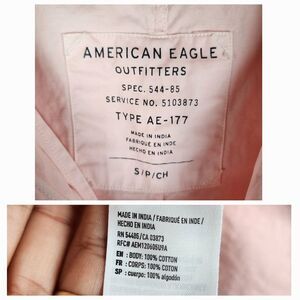 AMERICAN EAGLE
OUTFITTERS
SPEC. 544-85
SERVICE NO. 5103873
TYPE AE-177
MADE IN INDIA
FABRIQUÉ EN INDE
HECHO EN INDIA
S/P/CH
MADE IN INDIA / FABRIQUÉ EN INDE /
HECHO EN INDIA
RN 54485/CA 03873
RFC# AEM120605U9A
EN : BODY: 100% COTTON
FR : CORPS: 100% COTON
SP : cuerpo: 100% algodón